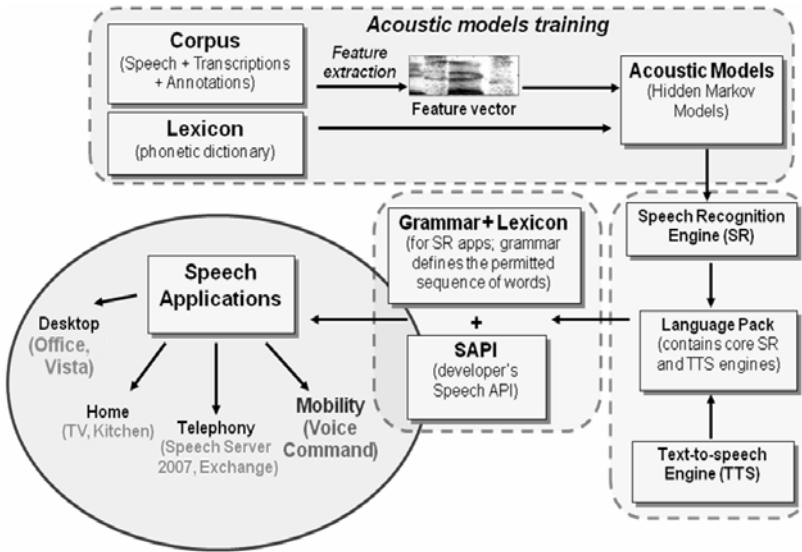 Acoustic models training
Corpus
(Speech + Transcriptions
+ Annotations)
Feature
extraction
Feature vector
Acoustic Models
(Hidden Markov
Models)
Lexicon
(phonetic dictionary)
Speech Recognition
Engine (SR)
Language Pack
(contains core SR
and TTS engines)
Text-to-speech
Engine (TTS)
Grammar + Lexicon
(for SR apps; grammar
defines the permitted
sequence of words)
+
SAPI
(developer's
Speech API)
Speech
Applications
Desktop
(Office,
Vista)
Home
(TV, Kitchen)
Telephony
(Speech Server
2007, Exchange)
Mobility
(Voice
Command)